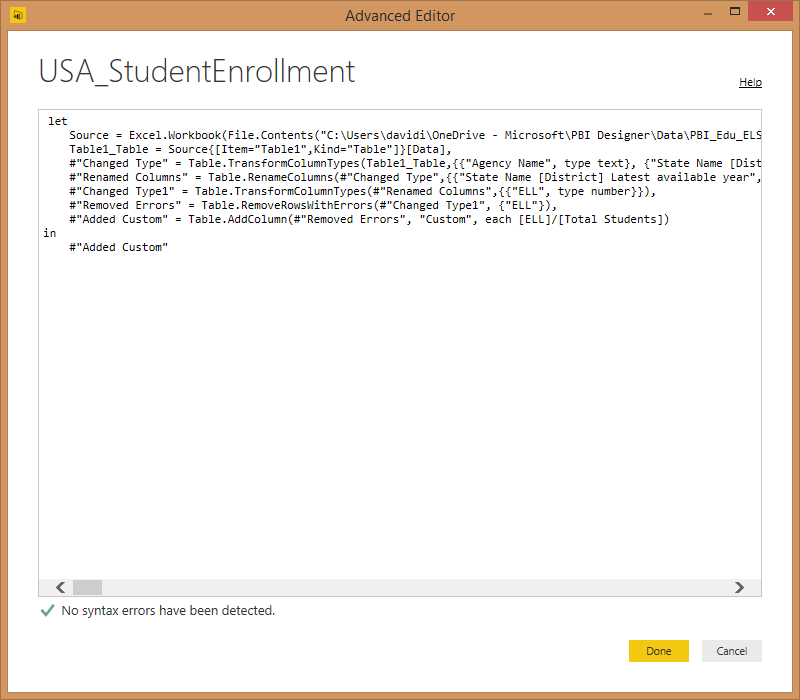 Advanced Editor
USA_StudentEnrollment
Help
let
    Source = Excel.Workbook(File.Contents("C:\Users\davidi\OneDrive - Microsoft\PBI Designer\Data\PBI_Edu_ELS
    Table1_Table = Source{[Item="Table1",Kind="Table"]}[Data],
    #"Changed Type" = Table.TransformColumnTypes(Table1_Table,{{"Agency Name", type text}, {"State Name [Dist
    #"Renamed Columns" = Table.RenameColumns(#"Changed Type",{{"State Name [District] Latest available year",
    #"Changed Type1" = Table.TransformColumnTypes(#"Renamed Columns",{{"ELL", type number}}),
    #"Removed Errors" = Table.RemoveRowsWithErrors(#"Changed Type1", {"ELL"}),
    #"Added Custom" = Table.AddColumn(#"Removed Errors", "Custom", each [ELL]/[Total Students])
in
    #"Added Custom"
No syntax errors have been detected.
Done
Cancel